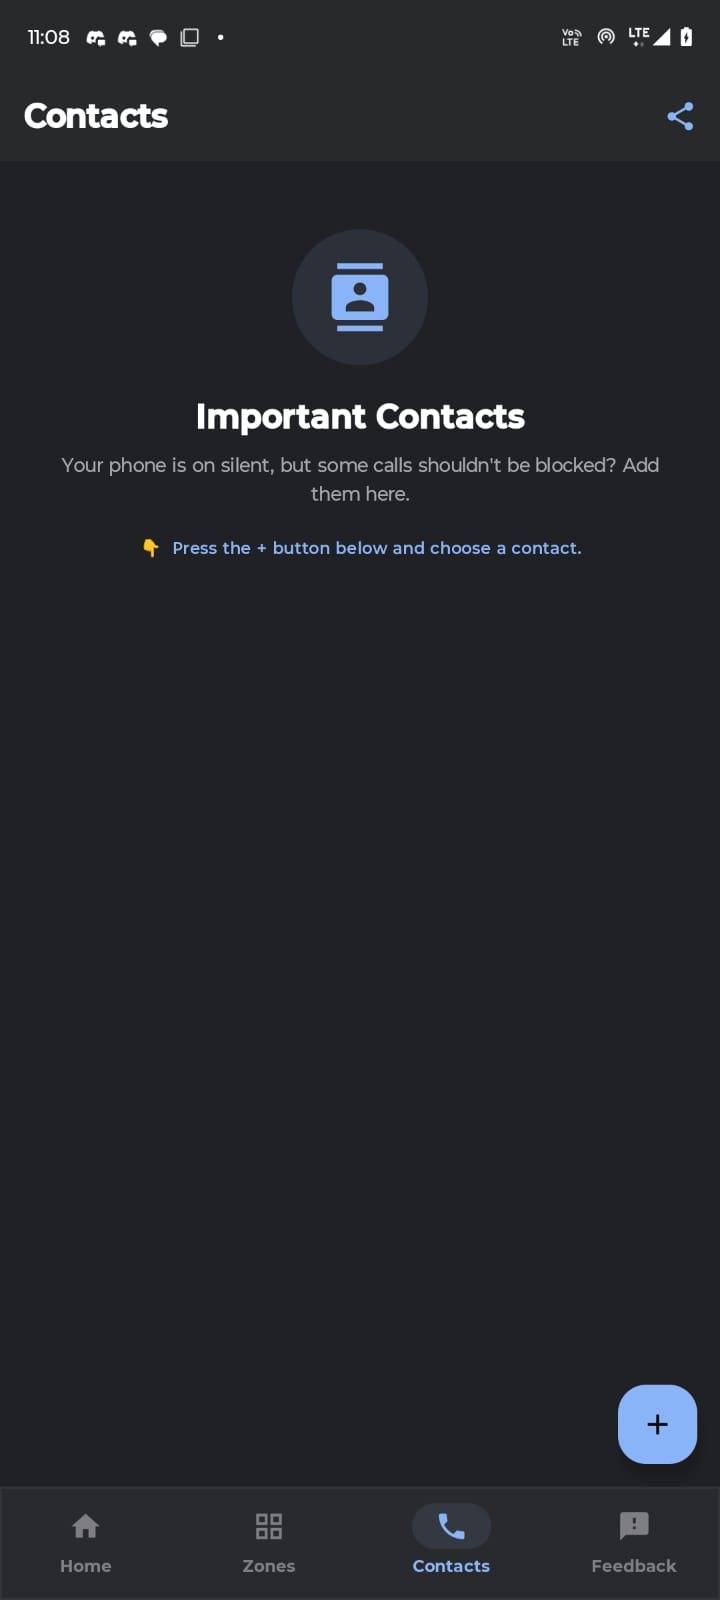 11:08
Vo LTE
LTE
Contacts
Important Contacts
Your phone is on silent, but some calls shouldn't be blocked? Add
them here.
👇 Press the + button below and choose a contact.
+
Home
Zones
Contacts
Feedback